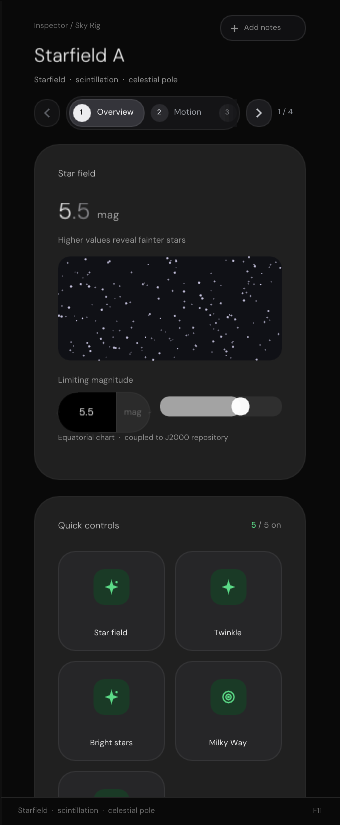 Inspector / Sky Rig
Add notes
Starfield A
Starfield · scintillation · celestial pole
1 Overview 2 Motion 3
1 / 4
Star field
5.5 mag
Higher values reveal fainter stars
Limiting magnitude
5.5 mag
Equatorial chart · coupled to J2000 repository
Quick controls
5 / 5 on
Star field
Twinkle
Bright stars
Milky Way
Starfield · scintillation · celestial pole